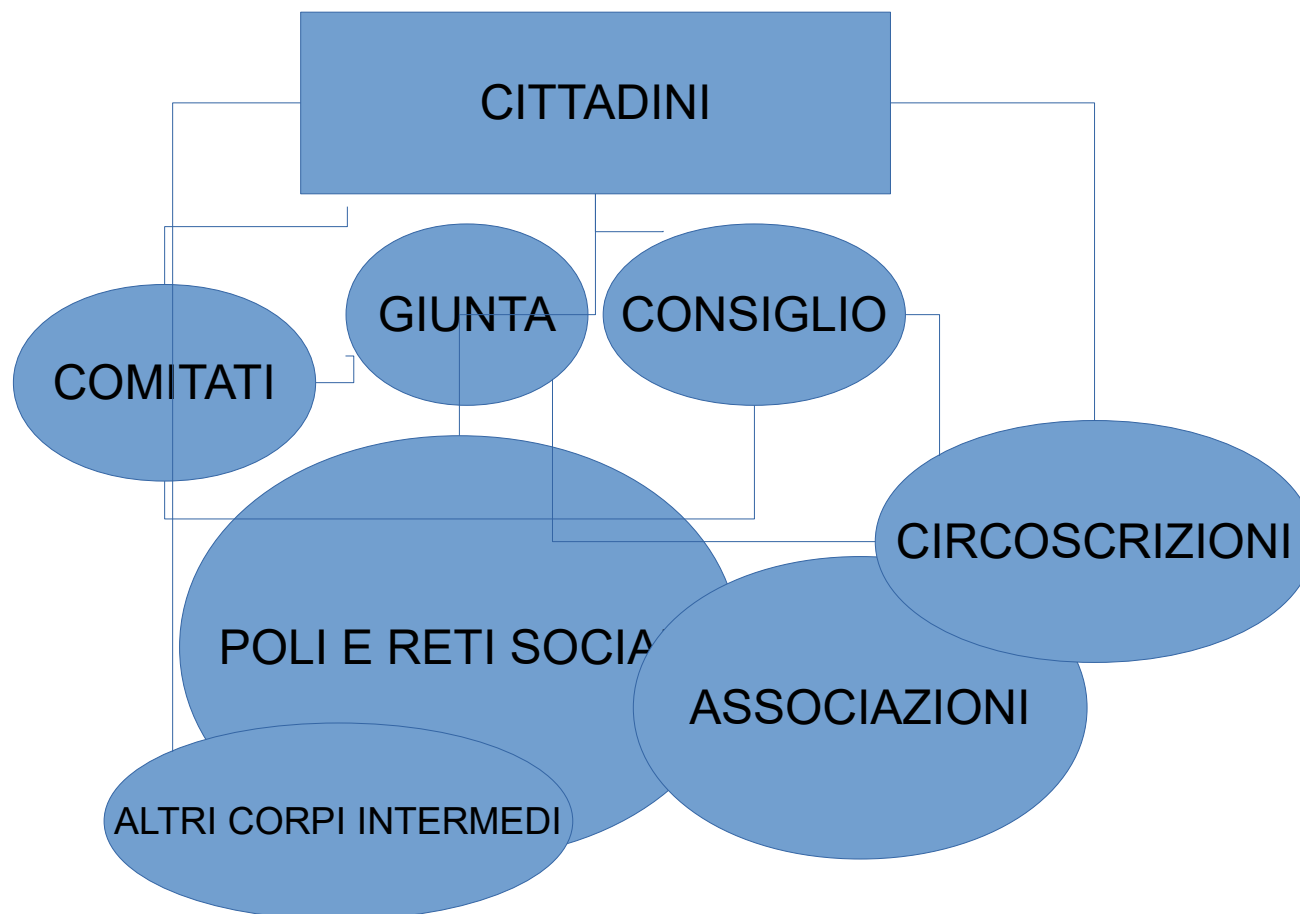 CITTADINI
GIUNTA
CONSIGLIO
COMITATI
CIRCOSCRIZIONI
POLI E RETI SOCIA
ASSOCIAZIONI
ALTRI CORPI INTERMEDI